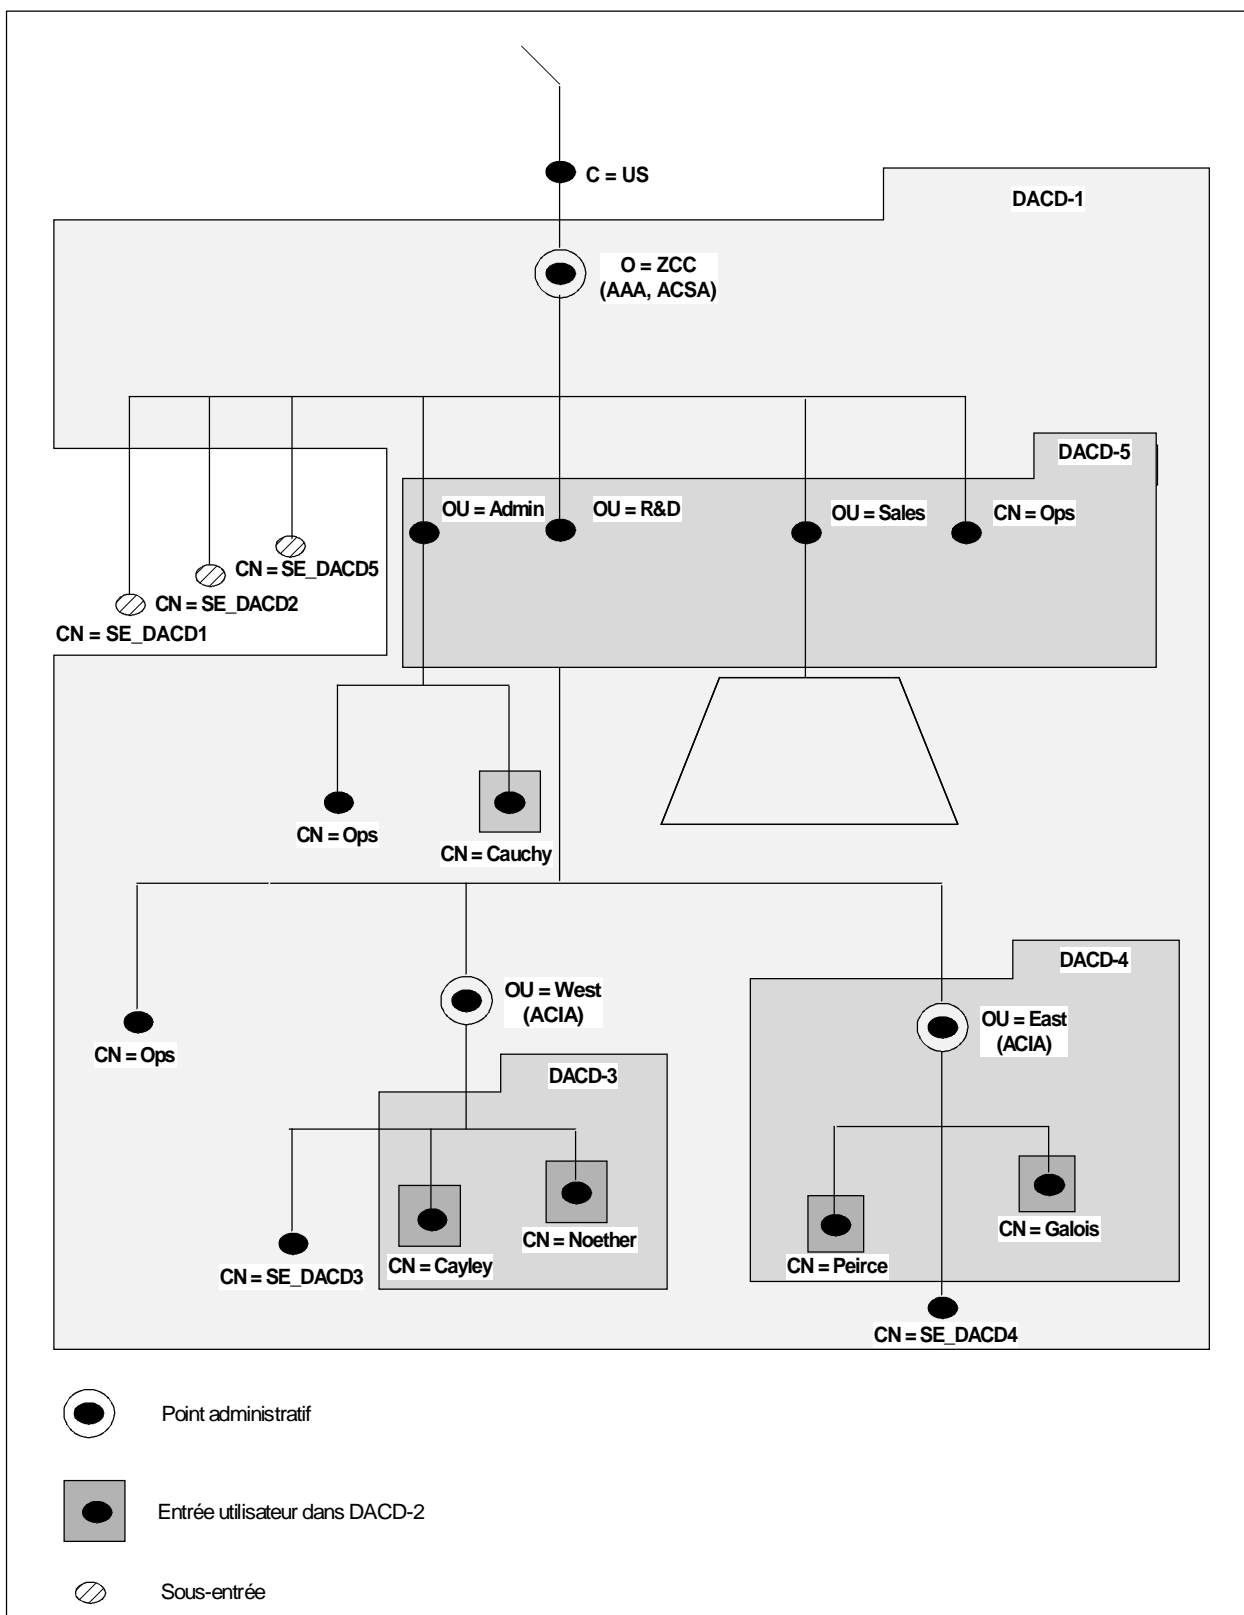 C = US
DACD-1
O = ZCC
(AAA, ACSA)
DACD-5
OU = Admin
OU = R&D
OU = Sales
CN = Ops
CN = SE_DACD5
CN = SE_DACD2
CN = SE_DACD1
CN = Ops
CN = Cauchy
DACD-4
OU = West
(ACIA)
OU = East
(ACIA)
CN = Ops
DACD-3
CN = Galois
CN = Noether
CN = Cayley
CN = Peirce
CN = SE_DACD3
CN = SE_DACD4
Point administratif
Entrée utilisateur dans DACD-2
Sous-entrée